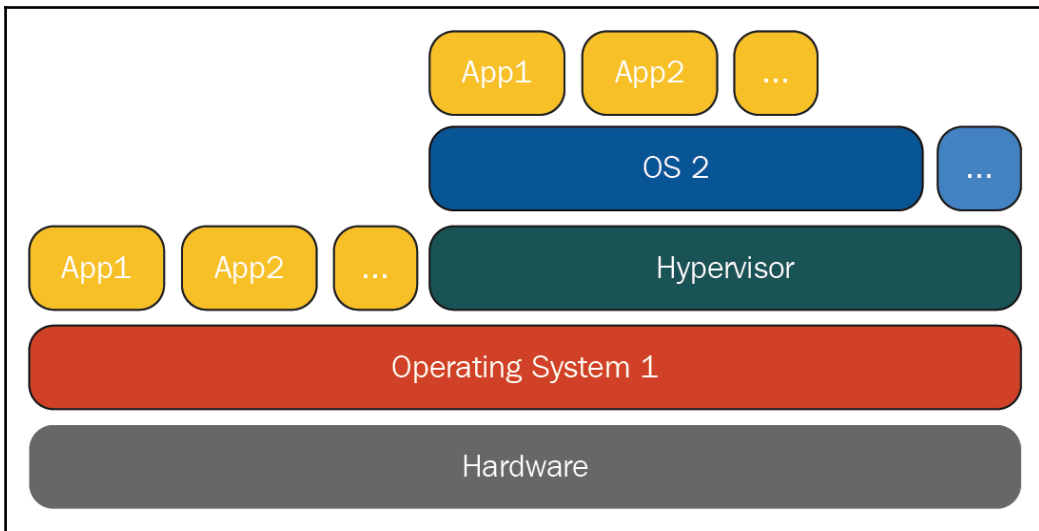 App1 App2 ...
OS 2 ...
App1 App2 ... Hypervisor
Operating System 1
Hardware